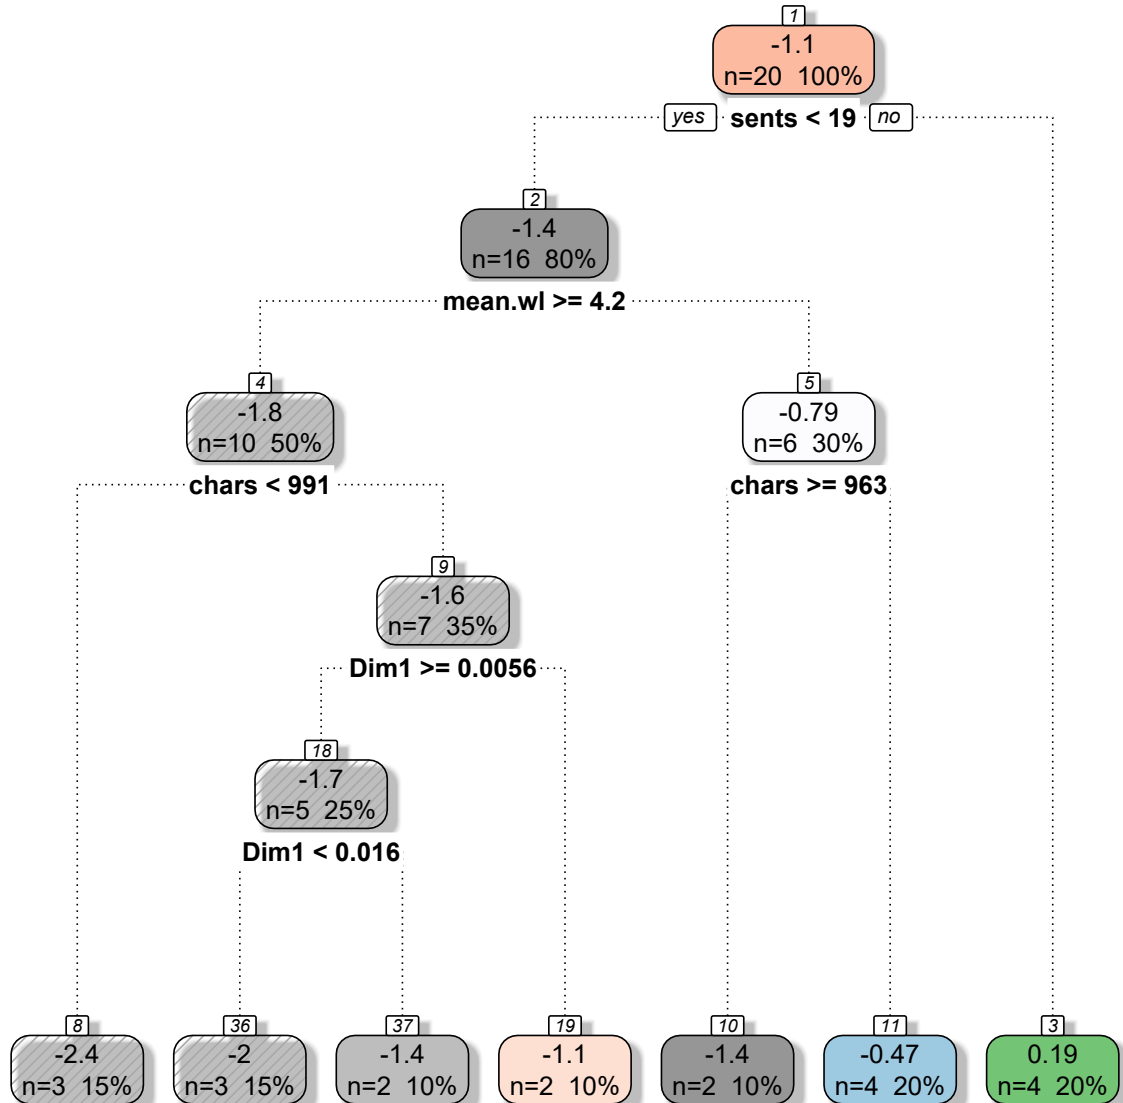 1
-1.1
n=20 100%
yes sents < 19 no
2
-1.4
n=16 80%
mean.wl >= 4.2
4
-1.8
n=10 50%
chars < 991
5
-0.79
n=6 30%
chars >= 963
9
-1.6
n=7 35%
Dim1 >= 0.0056
18
-1.7
n=5 25%
Dim1 < 0.016
8
-2.4
n=3 15%
36
-2
n=3 15%
37
-1.4
n=2 10%
19
-1.1
n=2 10%
10
-1.4
n=2 10%
11
-0.47
n=4 20%
3
0.19
n=4 20%